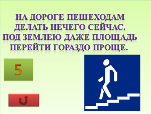 НА ДОРОГЕ ПЕШЕХОДАМ
ДЕЛАТЬ НЕЧЕГО СЕЙЧАС.
ПОД ЗЕМЛЕЮ ДАЖЕ ПЛОЩАДЬ
ПЕРЕЙТИ ГОРАЗДО ПРОЩЕ.
5